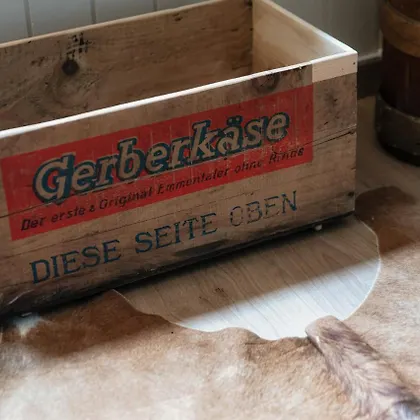 Gerberkäse
Der erste & Original Emmentaler ohne Rinde
DIESE SEITE OBEN